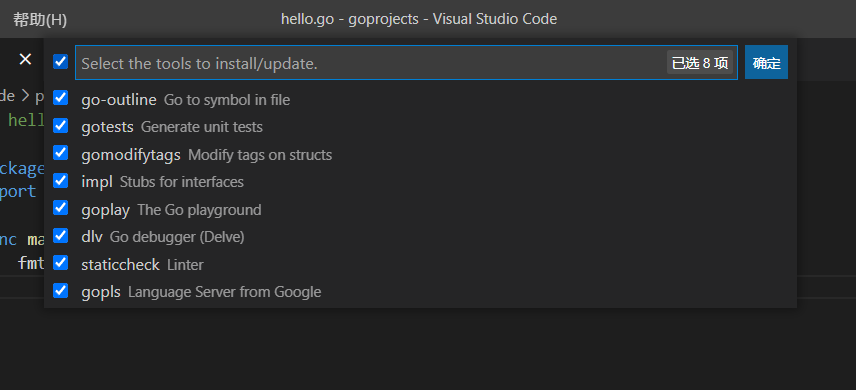 帮助(H) hello.go - goprojects - Visual Studio Code
Select the tools to install/update. 已选 8 项 确定
go-outline Go to symbol in file
gotests Generate unit tests
gomodifytags Modify tags on structs
impl Stubs for interfaces
goplay The Go playground
dlv Go debugger (Delve)
staticcheck Linter
gopls Language Server from Google
de > p
hell
ckage
port
nc ma
fmt